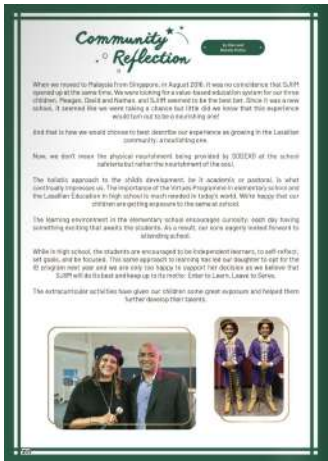 Community
Reflection
When we moved to Malaysia from Singapore, in August 2016, it was no coincidence that SJIIM
opened up at the same time. We were looking for a value-based education system for our three
children, Meagan, David and Nathan, and SJIIM seemed to be the best bet. Since it was a new
school, it seemed like we were taking a chance but little did we know that this experience
would turn out to be a nourishing one!
And that is how we would choose to best describe our experience as growing in the Lasallian
community: a nourishing one.
Now, we don't mean the physical nourishment being provided by at the school
cafeteria but rather the nourishment of the soul.
The holistic approach to the child's development, be it academic or pastoral, is what
continually impresses us. The importance of the Virtues Programme in elementary school and
the Lasallian Education in high school is much needed in today's world. We're happy that our
children are getting exposure to the same at school.
The learning environment in the elementary school encourages curiosity; each day having
something exciting that awaits the students. As a result, our sons eagerly looked forward to
attending school.
While in high school, the students are encouraged to be independent learners, to self-reflect,
set goals, and be focused. This same approach to learning has led our daughter to opt for the
IB program next year and we are only too happy to support her decision as we believe that
SJIIM will do its best and keep up to its motto: Enter to Learn, Leave to Serve.
The extracurricular activities have given our children some great exposure and helped them
further develop their talents.